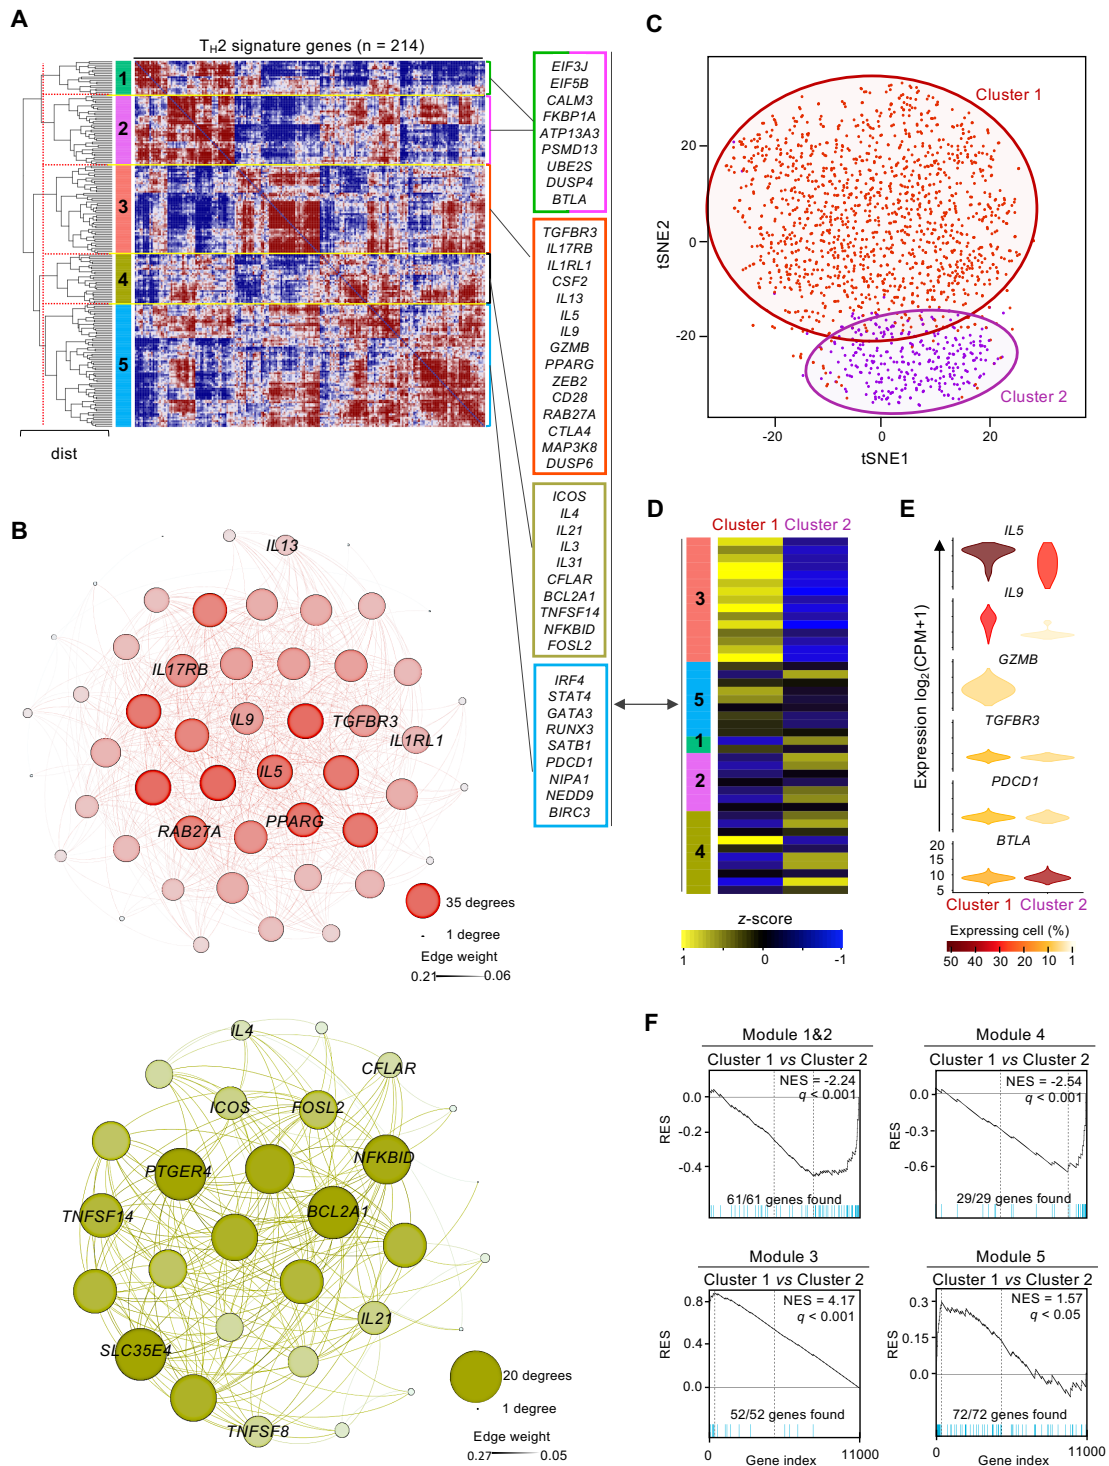 A
T_H2 signature genes (n = 214)
1
2
3
4
5
dist
EIF3J
EIF5B
CALM3
FKBP1A
ATP13A3
PSMD13
UBE2S
DUSP4
BTLA
TGFBR3
IL17RB
IL1RL1
CSF2
IL13
IL5
IL9
GZMB
PPARG
ZEB2
CD28
RAB27A
CTLA4
MAP3K8
DUSP6
ICOS
IL4
IL21
IL3
IL31
CFLAR
BCL2A1
TNFSF14
NFKBID
FOSL2
IRF4
STAT4
GATA3
RUNX3
SATB1
PDCD1
NIPA1
NEDD9
BIRC3
B
IL13
IL17RB
IL9
TGFBR3
IL1RL1
IL5
RAB27A
PPARG
35 degrees
1 degree
Edge weight
0.21
0.06
IL4
CFLAR
ICOS
FOSL2
PTGER4
NFKBID
TNFSF14
BCL2A1
IL21
SLC35E4
TNFSF8
20 degrees
1 degree
Edge weight
0.27
0.05
C
Cluster 1
Cluster 2
tSNE2
20
0
-20
-20
0
20
tSNE1
D
Cluster 1 Cluster 2
3
5
1
2
4
z-score
1
0
-1
E
Expression log2(CPM+1)
IL5
IL9
GZMB
TGFBR3
PDCD1
BTLA
20
15
10
5
Cluster 1 Cluster 2
Expressing cell (%)
50 40 30 20 10 1
F
Module 1&2
Cluster 1 vs Cluster 2
NES = -2.24
q < 0.001
RES
0.0
-0.2
-0.4
61/61 genes found
Module 4
Cluster 1 vs Cluster 2
NES = -2.54
q < 0.001
RES
0.0
-0.3
-0.6
29/29 genes found
Module 3
Cluster 1 vs Cluster 2
NES = 4.17
q < 0.001
RES
0.8
0.4
0.0
52/52 genes found
0
11000
Gene index
Module 5
Cluster 1 vs Cluster 2
NES = 1.57
q < 0.05
RES
0.3
0.15
0.0
72/72 genes found
0
11000
Gene index